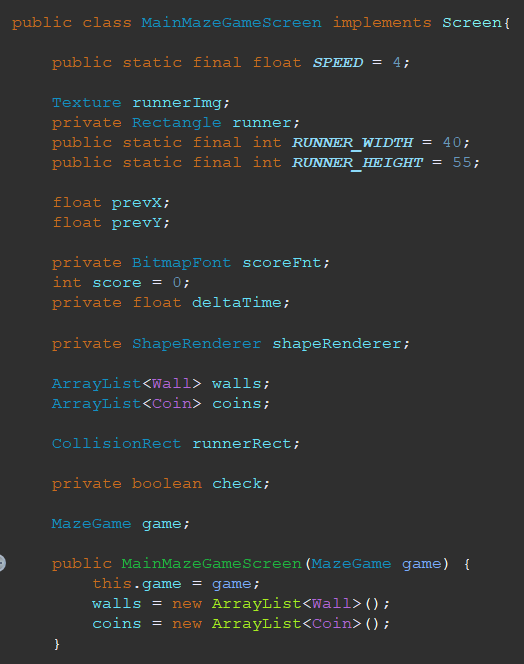 public class MainMazeGameScreen implements Screen{
public static final float SPEED = 4;
Texture runnerImg;
private Rectangle runner;
public static final int RUNNER_WIDTH = 40;
public static final int RUNNER_HEIGHT = 55;
float prevX;
float prevY;
private BitmapFont scoreFnt;
int score = 0;
private float deltaTime;
private ShapeRenderer shapeRenderer;
ArrayList<Wall> walls;
ArrayList<Coin> coins;
CollisionRect runnerRect;
private boolean check;
MazeGame game;
public MainMazeGameScreen(MazeGame game) {
this.game = game;
walls = new ArrayList<Wall>();
coins = new ArrayList<Coin>();
}